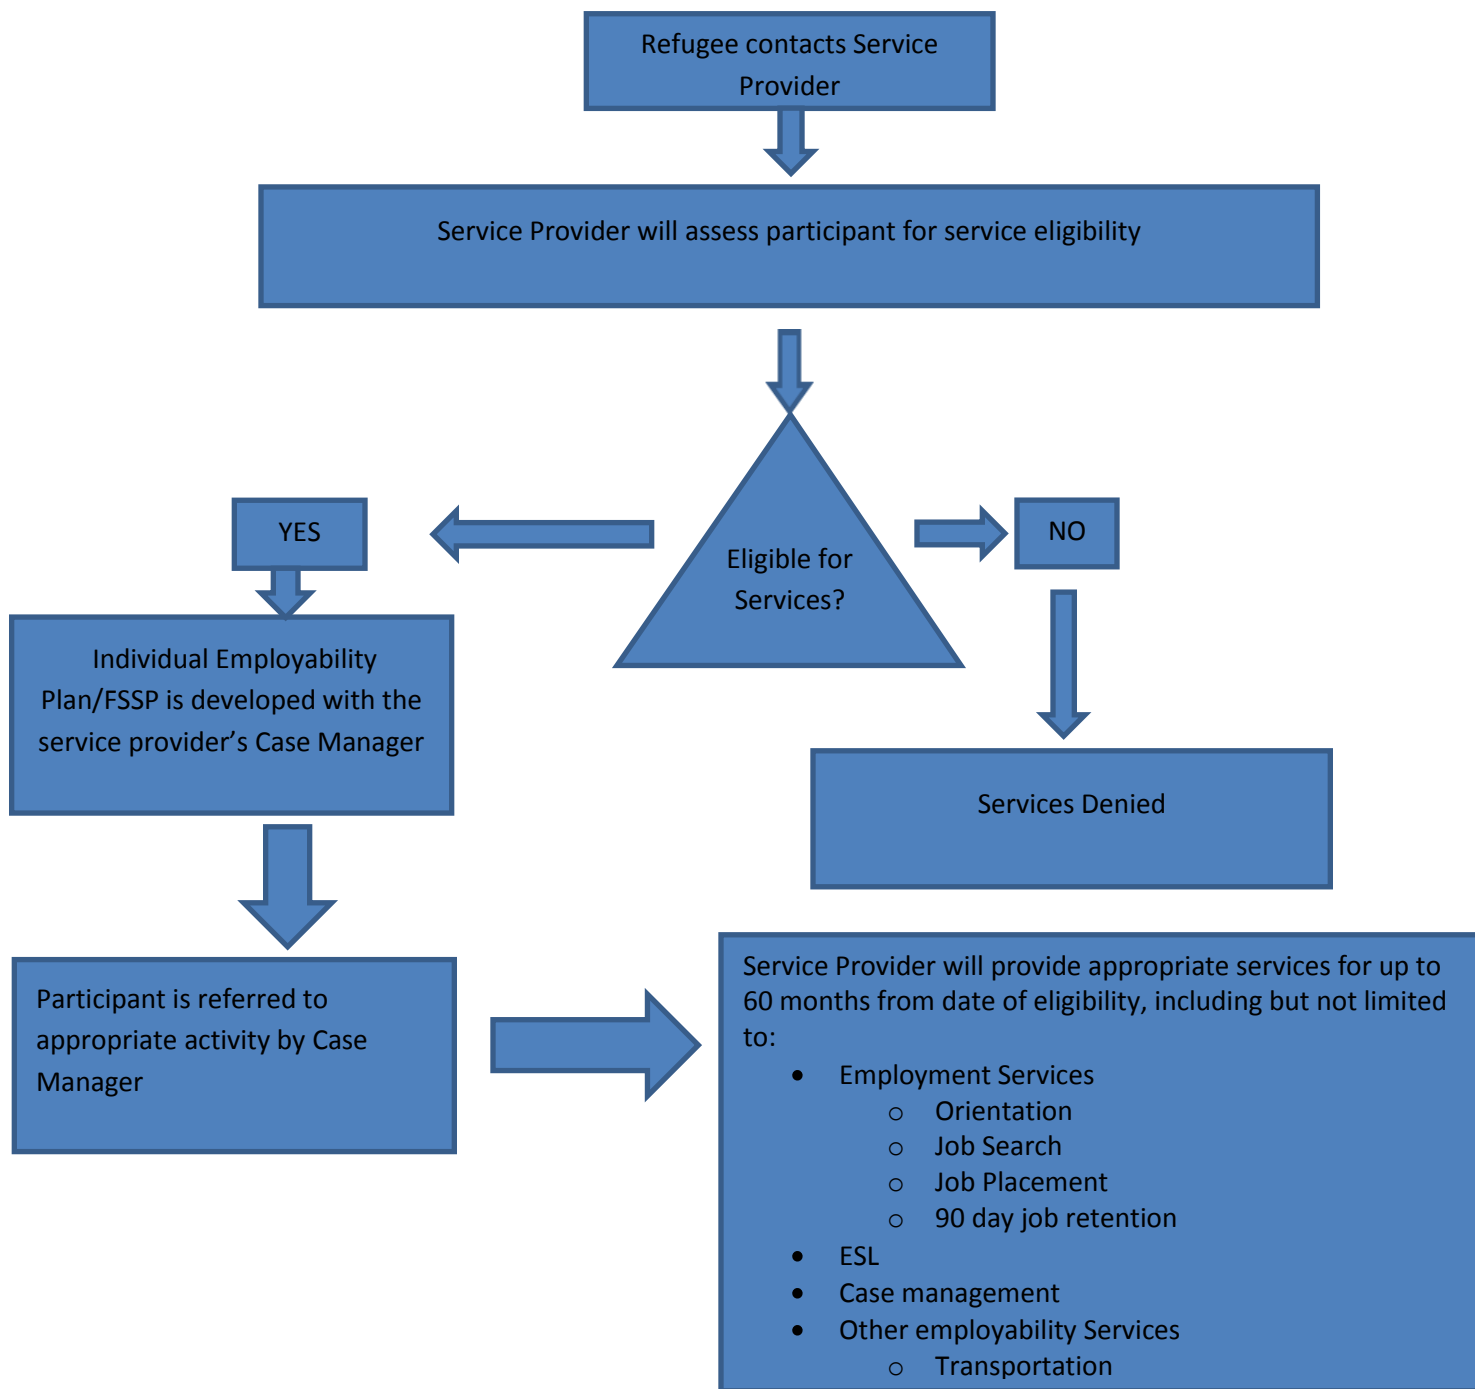 Refugee contacts Service
Provider
Service Provider will assess participant for service eligibility
YES
NO
Eligible for
Services?
Individual Employability
Plan/FSSP is developed with the
service provider’s Case Manager
Services Denied
Participant is referred to
appropriate activity by Case
Manager
Service Provider will provide appropriate services for up to
60 months from date of eligibility, including but not limited
to:
• Employment Services
o Orientation
o Job Search
o Job Placement
o 90 day job retention
• ESL
• Case management
• Other employability Services
o Transportation